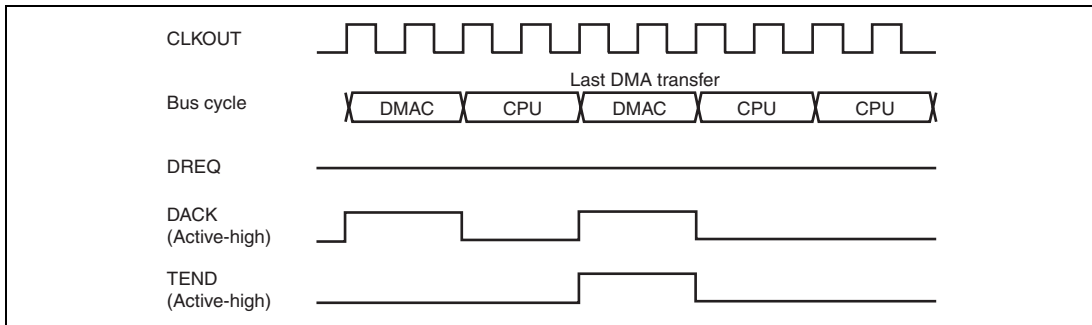 CLKOUT
Last DMA transfer
Bus cycle
DMAC CPU DMAC CPU CPU
DREQ
DACK
(Active-high)
TEND
(Active-high)